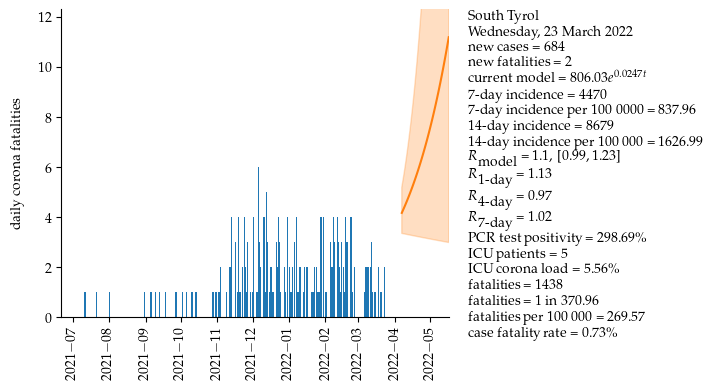 12
10
8
6
4
2
0
daily corona fatalities
2021−07
2021−08
2021−09
2021−10
2021−11
2021−12
2022−01
2022−02
2022−03
2022−04
2022−05
South Tyrol
Wednesday, 23 March 2022
new cases = 684
new fatalities = 2
current model = 806.03e^0.0247t
7-day incidence = 4470
7-day incidence per 100 0000 = 837.96
14-day incidence = 8679
14-day incidence per 100 000 = 1626.99
R_model = 1.1, [0.99, 1.23]
R_1-day = 1.13
R_4-day = 0.97
R_7-day = 1.02
PCR test positivity = 298.69%
ICU patients = 5
ICU corona load = 5.56%
fatalities = 1438
fatalities = 1 in 370.96
fatalities per 100 000 = 269.57
case fatality rate = 0.73%